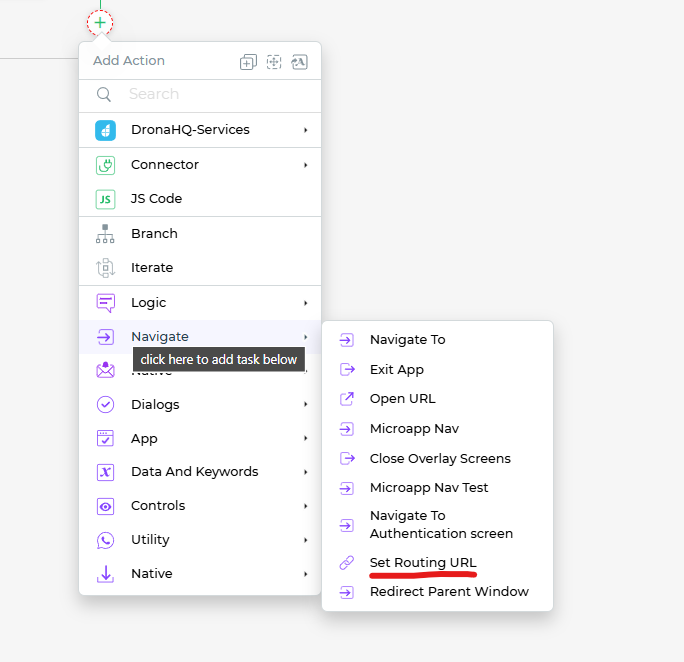 Add Action
Search
DronaHQ-Services
Connector
JS
JS Code
Branch
Iterate
Logic
Navigate
click here to add task below
Native
Dialogs
App
Data And Keywords
Controls
Utility
Native
Navigate To
Exit App
Open URL
Microapp Nav
Close Overlay Screens
Microapp Nav Test
Navigate To
Authentication screen
Set Routing URL
Redirect Parent Window